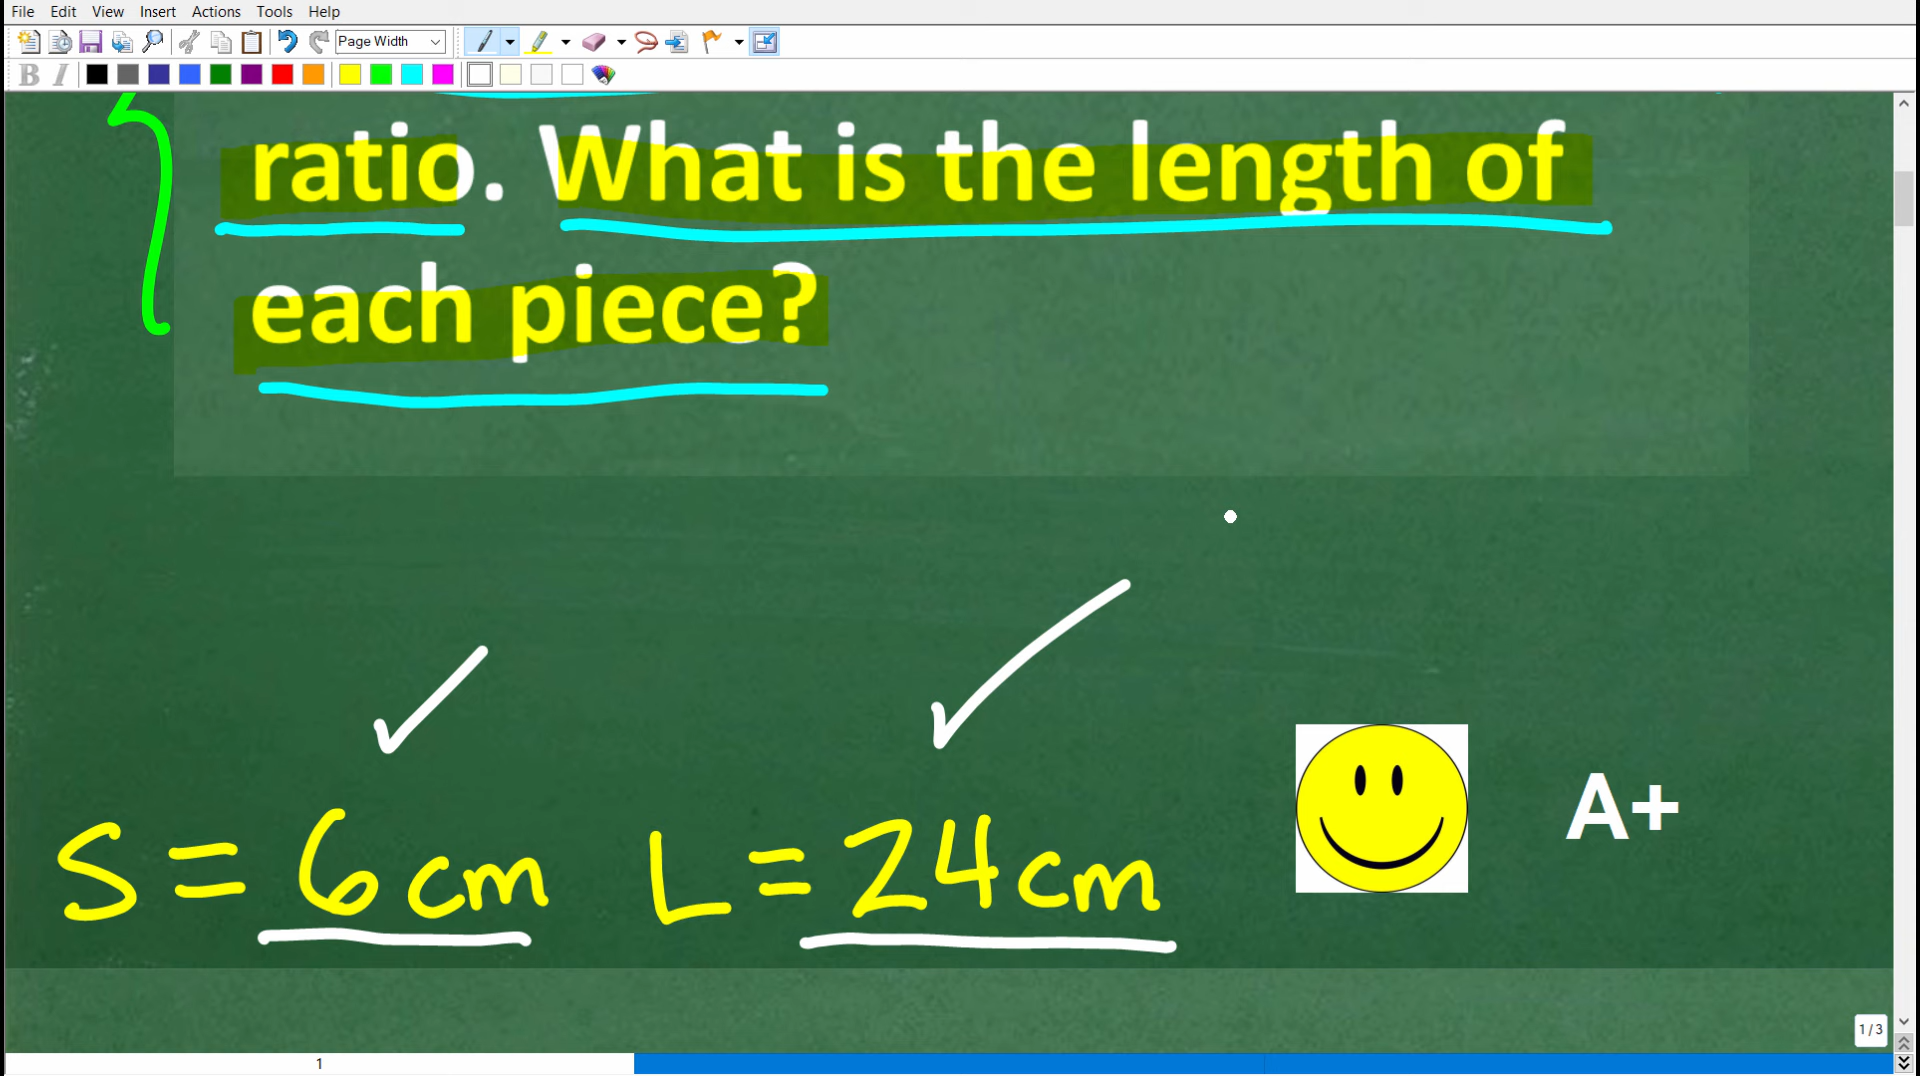 File Edit View Insert Actions Tools Help
Page Width
B I
ratio. What is the length of
each piece?
S = 6 cm L = 24 cm A+
1 / 3
1